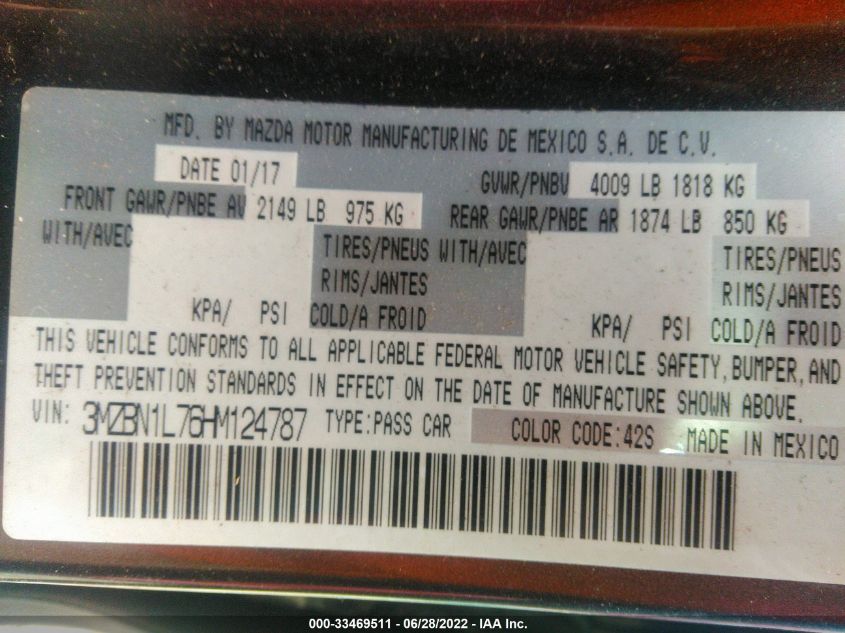 MFD. BY MAZDA MOTOR MANUFACTURING DE MEXICO S.A. DE C.V.
DATE 01/17 GVWR/PNBV 4009 LB 1818 KG
FRONT GAWR/PNBE AV 2149 LB 975 KG REAR GAWR/PNBE AR 1874 LB 850 KG
WITH/AVEC TIRES/PNEUS WITH/AVEC TIRES/PNEUS
RIMS/JANTES RIMS/JANTES
KPA/ PSI COLD/A FROID KPA/ PSI COLD/A FROID
THIS VEHICLE CONFORMS TO ALL APPLICABLE FEDERAL MOTOR VEHICLE SAFETY, BUMPER, AND
THEFT PREVENTION STANDARDS IN EFFECT ON THE DATE OF MANUFACTURE SHOWN ABOVE.
VIN: 3MZBN1L76HM124787 TYPE:PASS CAR COLOR CODE:42S MADE IN MEXICO
000-33469511 - 06/28/2022 - IAA Inc.